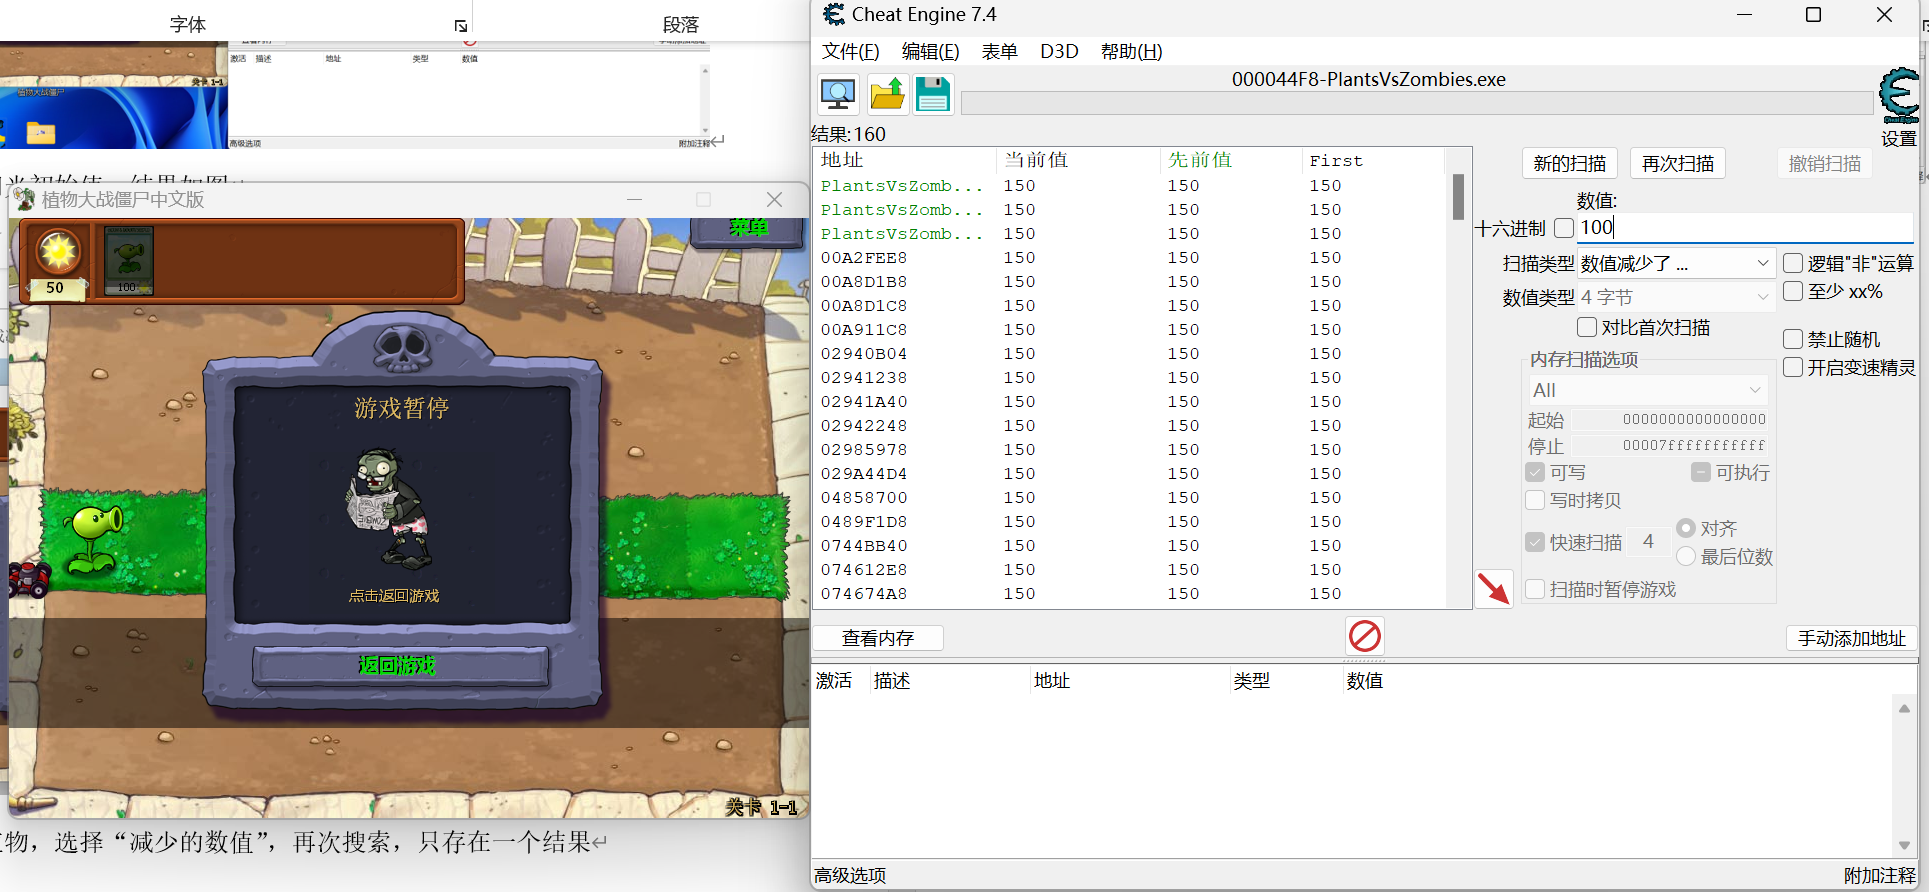 字体
段落
激活 描述 地址 类型 数值
关卡 1-1
植物大战僵尸
高级选项
附加注释
植物大战僵尸中文版
菜单
50
100
游戏暂停
点击返回游戏
返回游戏
关卡 1-1
物，选择“减少的数值”，再次搜索，只存在一个结果
Cheat Engine 7.4
文件(F) 编辑(E) 表单 D3D 帮助(H)
000044F8-PlantsVsZombies.exe
设置
结果:160
地址 当前值 先前值 First
PlantsVsZomb... 150 150 150
PlantsVsZomb... 150 150 150
PlantsVsZomb... 150 150 150
00A2FEE8 150 150 150
00A8D1B8 150 150 150
00A8D1C8 150 150 150
00A911C8 150 150 150
02940B04 150 150 150
02941238 150 150 150
02941A40 150 150 150
02942248 150 150 150
02985978 150 150 150
029A44D4 150 150 150
04858700 150 150 150
0489F1D8 150 150 150
0744BB40 150 150 150
074612E8 150 150 150
074674A8 150 150 150
新的扫描 再次扫描 撤销扫描
数值:
十六进制 100
扫描类型 数值减少了 ... 逻辑"非"运算
数值类型 4 字节 至少 xx%
对比首次扫描 禁止随机
内存扫描选项 开启变速精灵
All
起始 0000000000000000
停止 00007fffffffffff
可写 可执行
写时拷贝
快速扫描 4 对齐
最后位数
扫描时暂停游戏
查看内存 手动添加地址
激活 描述 地址 类型 数值
高级选项 附加注释